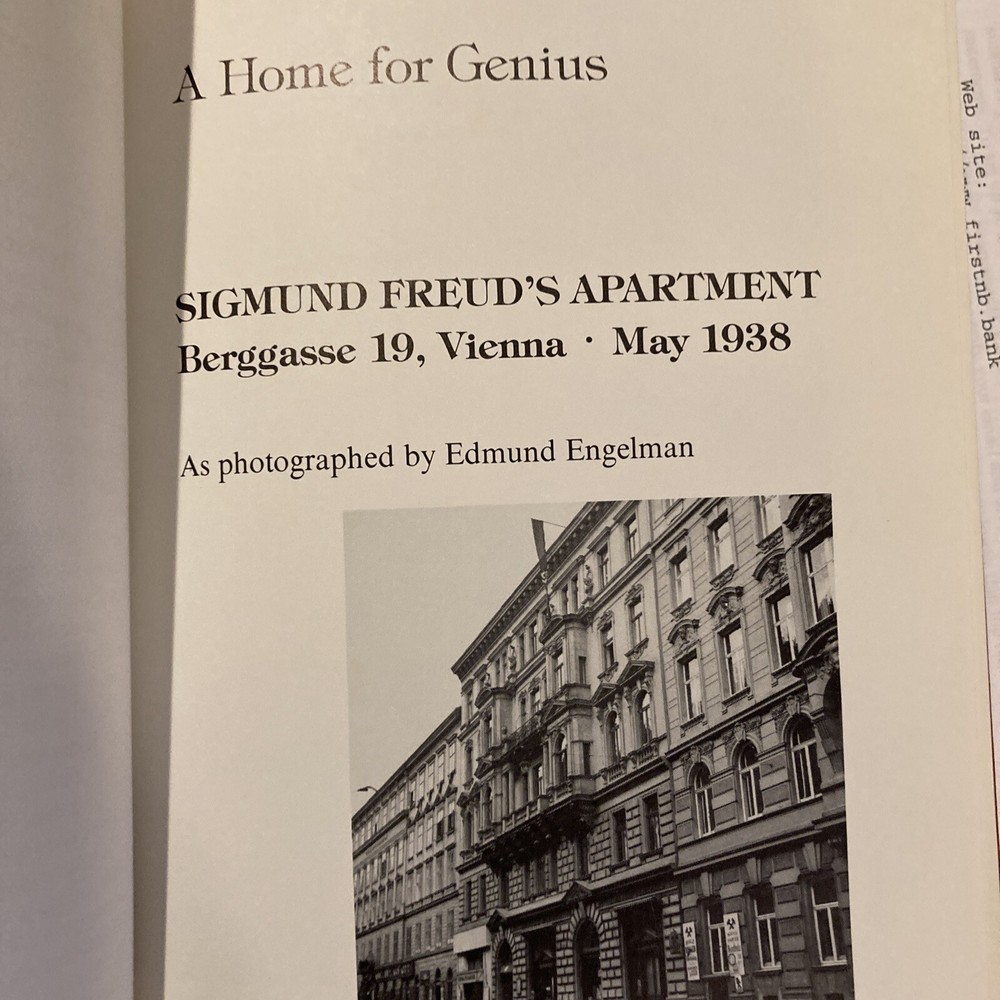 A Home for Genius
SIGMUND FREUD'S APARTMENT
Berggasse 19, Vienna · May 1938
As photographed by Edmund Engelman
Web site:
firstnb.bank